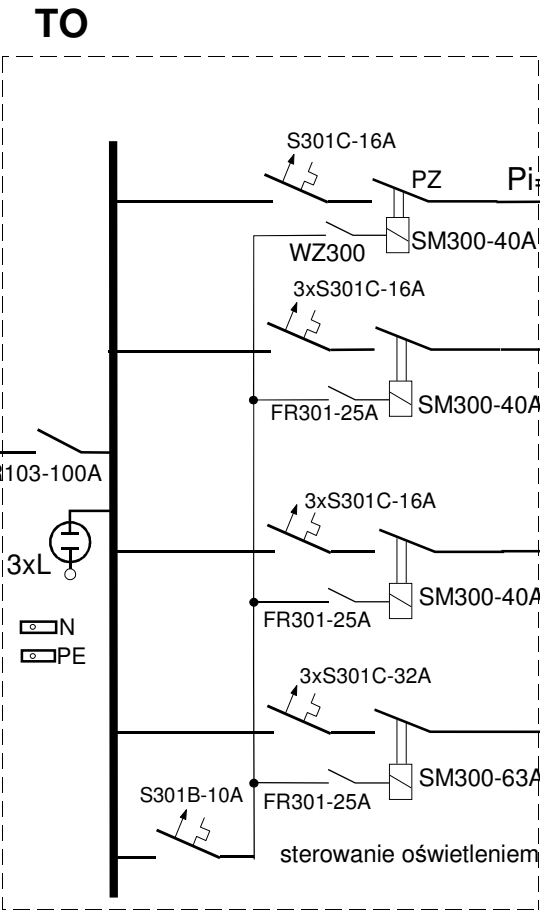 TO
S301C-16A
PZ
Pi=
WZ300
SM300-40A
3xS301C-16A
FR301-25A
SM300-40A
103-100A
3xS301C-16A
3xL
FR301-25A
SM300-40A
N
PE
3xS301C-32A
S301B-10A
FR301-25A
SM300-63A
sterowanie oświetleniem